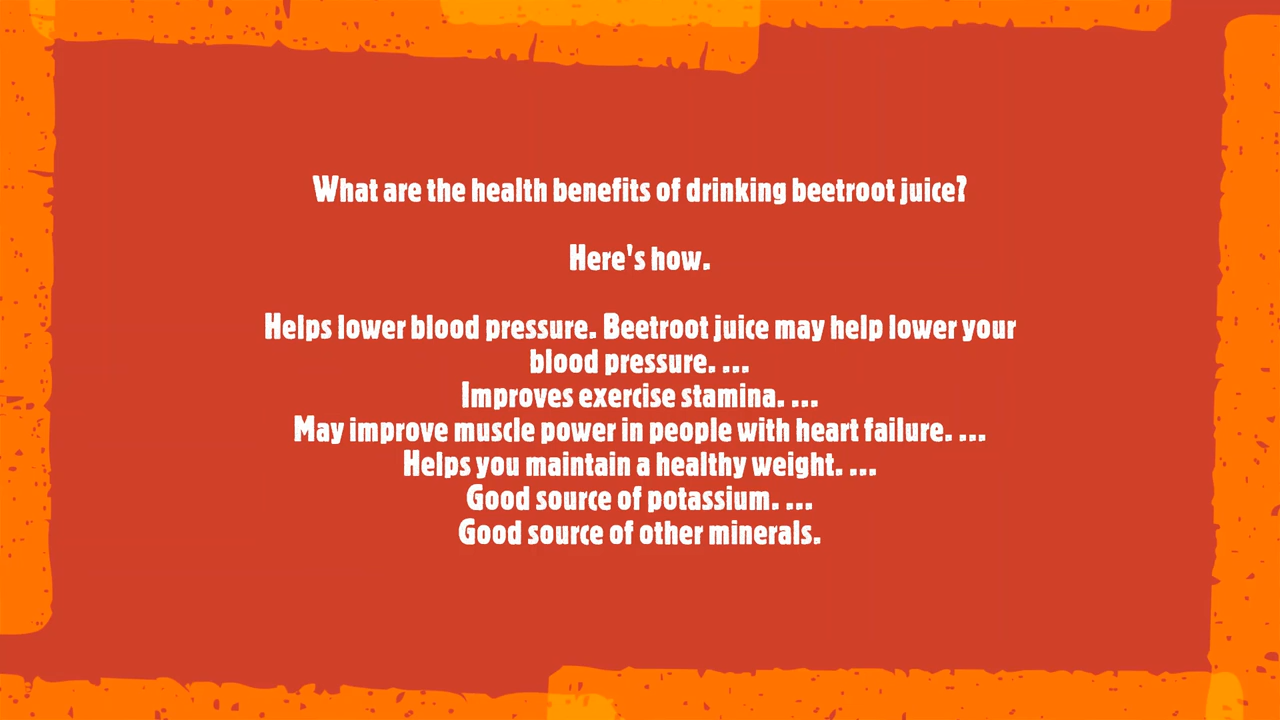 What are the health benefits of drinking beetroot juice?
Here's how.
Helps lower blood pressure. Beetroot juice may help lower your
blood pressure. ...
Improves exercise stamina. ...
May improve muscle power in people with heart failure. ...
Helps you maintain a healthy weight. ...
Good source of potassium. ...
Good source of other minerals.